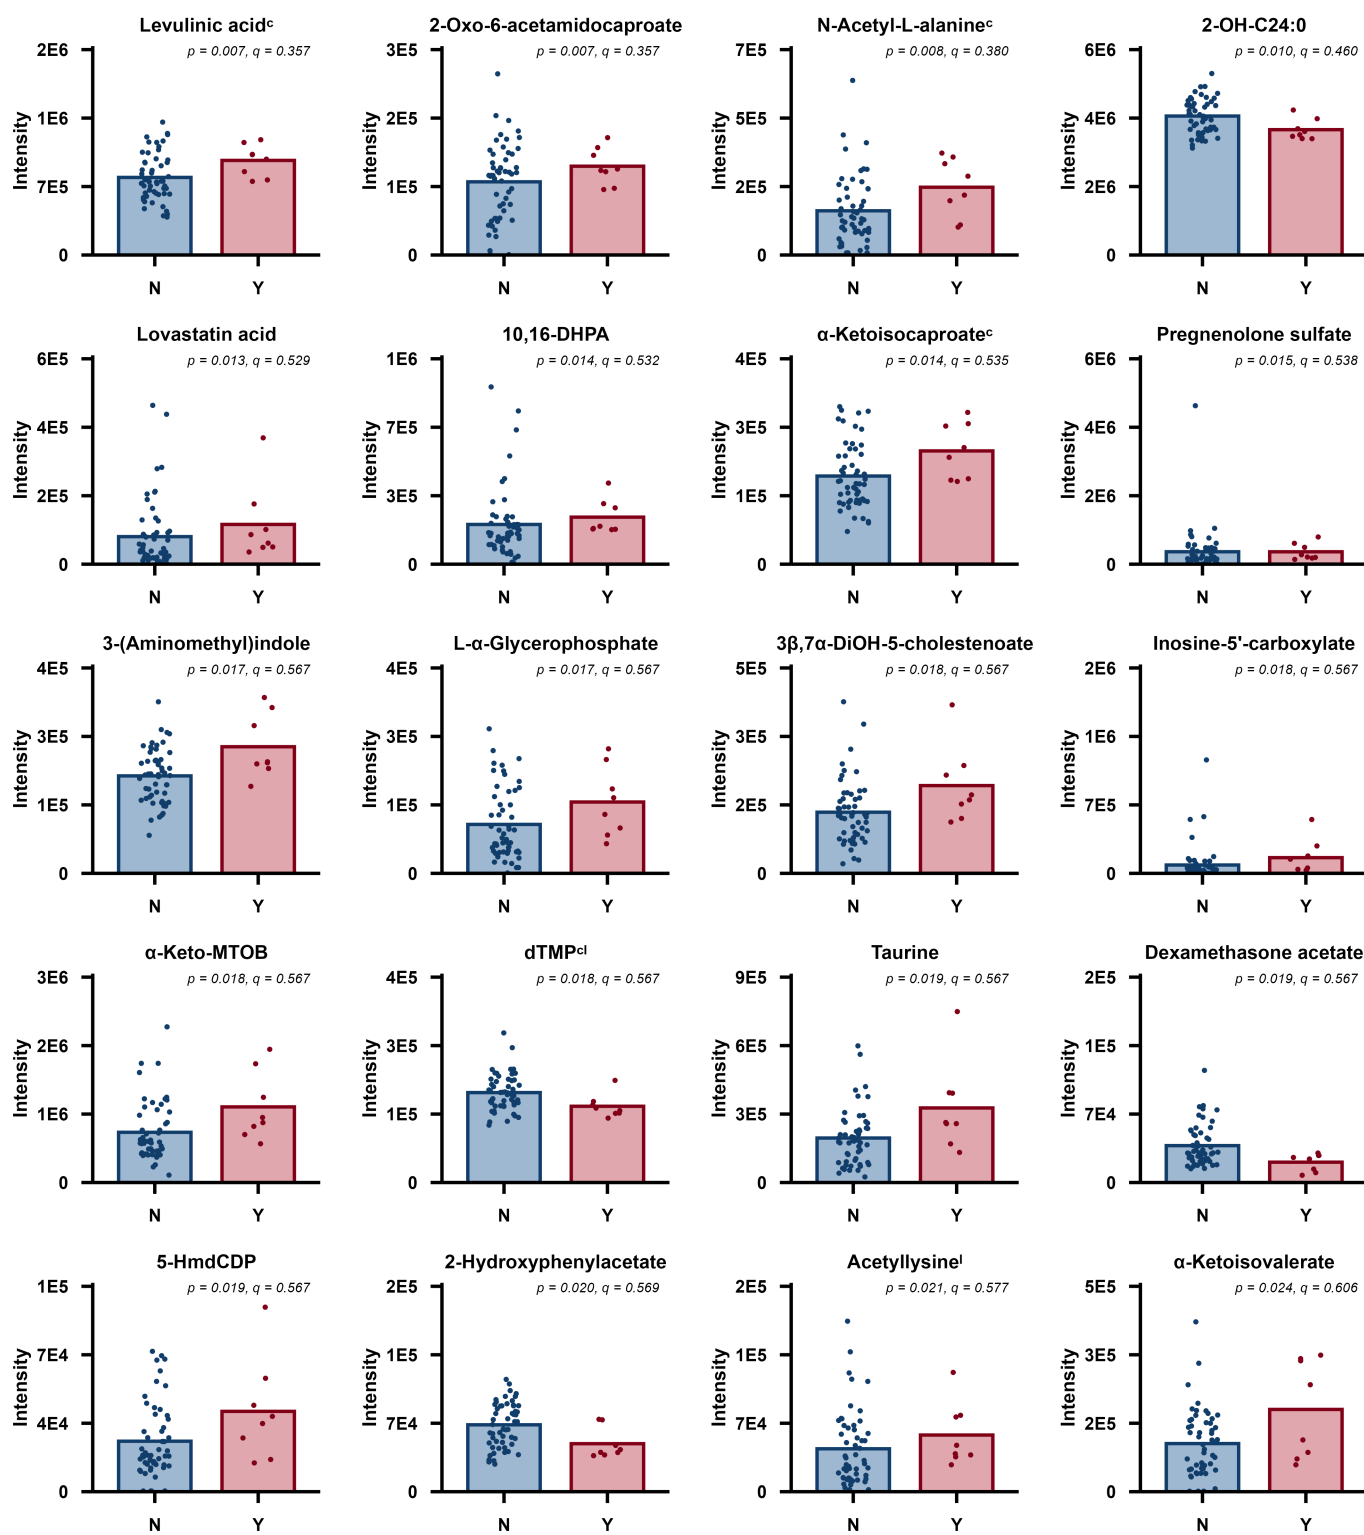 Levulinic acidᶜ
p = 0.007, q = 0.357
Intensity
2E6
1E6
7E5
0
N
Y
2-Oxo-6-acetamidocaproate
p = 0.007, q = 0.357
Intensity
3E5
2E5
1E5
0
N
Y
N-Acetyl-L-alanineᶜ
p = 0.008, q = 0.380
Intensity
7E5
5E5
2E5
0
N
Y
2-OH-C24:0
p = 0.010, q = 0.460
Intensity
6E6
4E6
2E6
0
N
Y
Lovastatin acid
p = 0.013, q = 0.529
Intensity
6E5
4E5
2E5
0
N
Y
10,16-DHPA
p = 0.014, q = 0.532
Intensity
1E6
7E5
3E5
0
N
Y
α-Ketoisocaproateᶜ
p = 0.014, q = 0.535
Intensity
4E5
3E5
1E5
0
N
Y
Pregnenolone sulfate
p = 0.015, q = 0.538
Intensity
6E6
4E6
2E6
0
N
Y
3-(Aminomethyl)indole
p = 0.017, q = 0.567
Intensity
4E5
3E5
1E5
0
N
Y
L-α-Glycerophosphate
p = 0.017, q = 0.567
Intensity
4E5
3E5
1E5
0
N
Y
3β,7α-DiOH-5-cholestenoate
p = 0.018, q = 0.567
Intensity
5E5
3E5
2E5
0
N
Y
Inosine-5'-carboxylate
p = 0.018, q = 0.567
Intensity
2E6
1E6
7E5
0
N
Y
α-Keto-MTOB
p = 0.018, q = 0.567
Intensity
3E6
2E6
1E6
0
N
Y
dTMPᶜˡ
p = 0.018, q = 0.567
Intensity
4E5
3E5
1E5
0
N
Y
Taurine
p = 0.019, q = 0.567
Intensity
9E5
6E5
3E5
0
N
Y
Dexamethasone acetate
p = 0.019, q = 0.567
Intensity
2E5
1E5
7E4
0
N
Y
5-HmdCDP
p = 0.019, q = 0.567
Intensity
1E5
7E4
4E4
0
N
Y
2-Hydroxyphenylacetate
p = 0.020, q = 0.569
Intensity
2E5
1E5
7E4
0
N
Y
Acetyllysineˡ
p = 0.021, q = 0.577
Intensity
2E5
1E5
7E4
0
N
Y
α-Ketoisovalerate
p = 0.024, q = 0.606
Intensity
5E5
3E5
2E5
0
N
Y